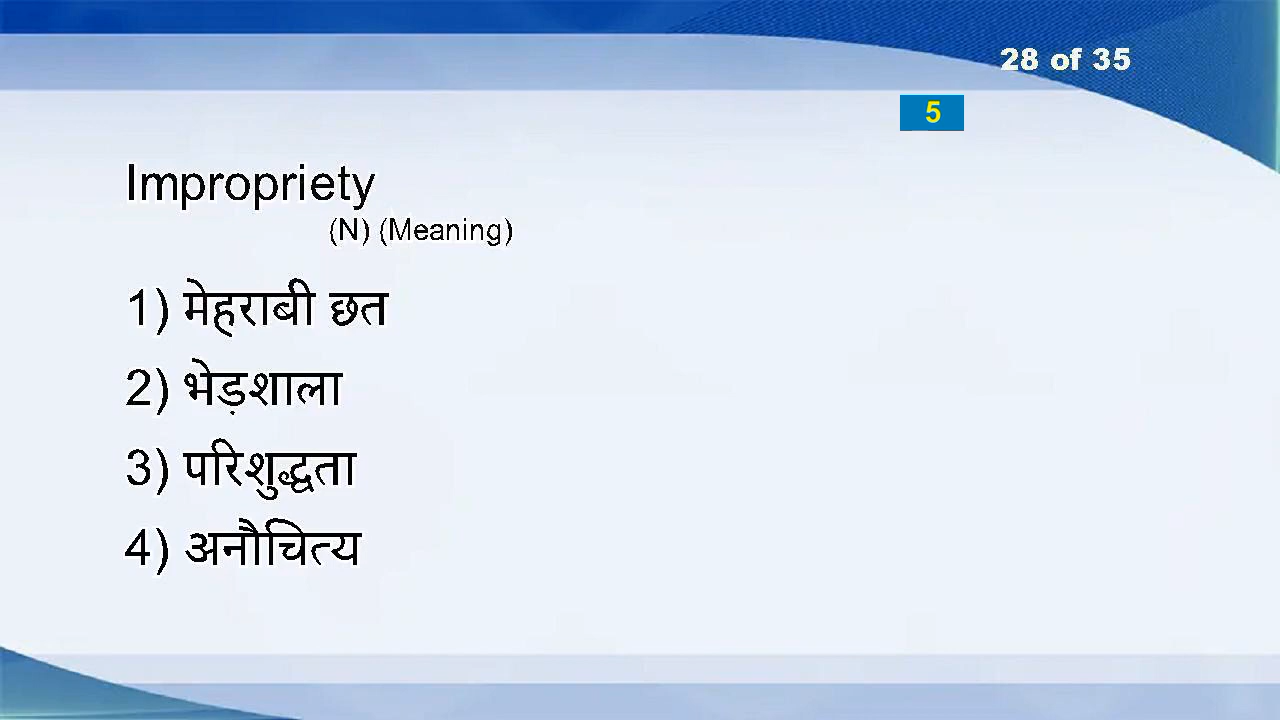 28 of 35
5
Impropriety
(N) (Meaning)
1) मेहराबी छत
2) भेड़शाला
3) परिशुद्धता
4) अनौचित्य